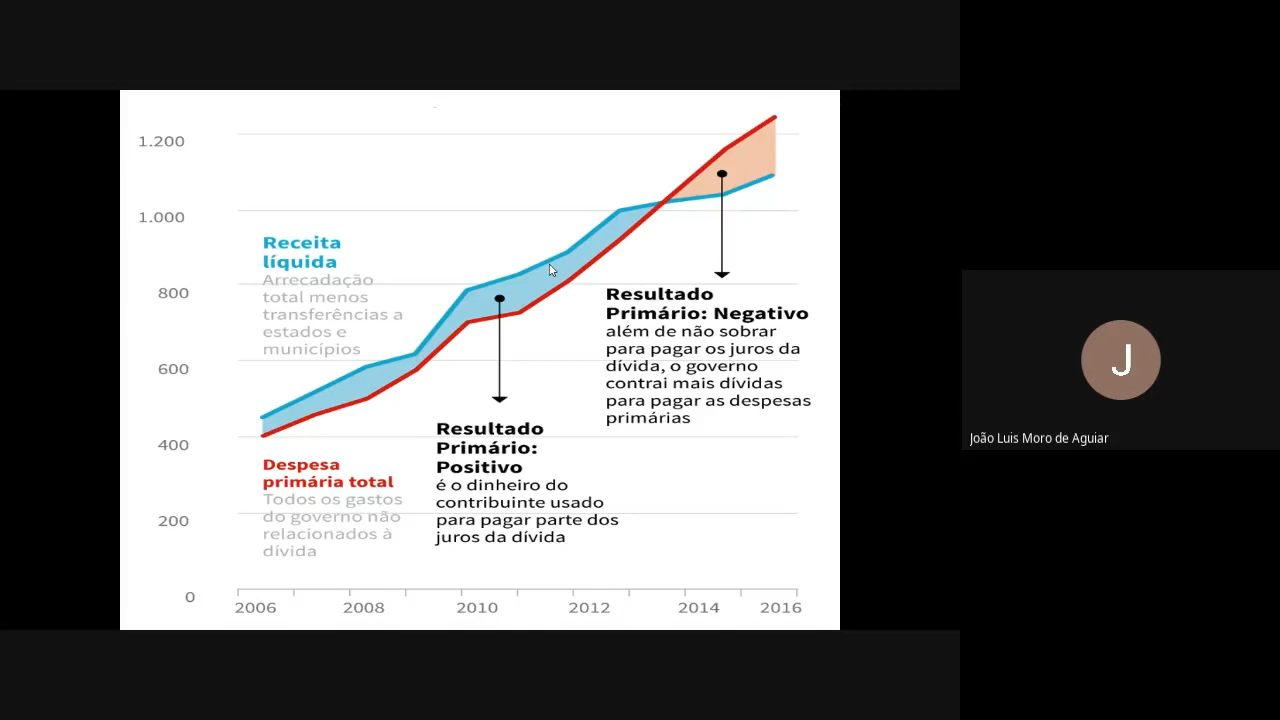 1.200
1.000
800
600
400
200
0
Receita
líquida
Arrecadação
total menos
transferências a
estados e
municípios
Despesa
primária total
Todos os gastos
do governo não
relacionados à
dívida
Resultado
Primário:
Positivo
é o dinheiro do
contribuinte usado
para pagar parte dos
juros da dívida
Resultado
Primário: Negativo
além de não sobrar
para pagar os juros da
dívida, o governo
contrai mais dívidas
para pagar as despesas
primárias
2006 2008 2010 2012 2014 2016
J
João Luis Moro de Aguiar